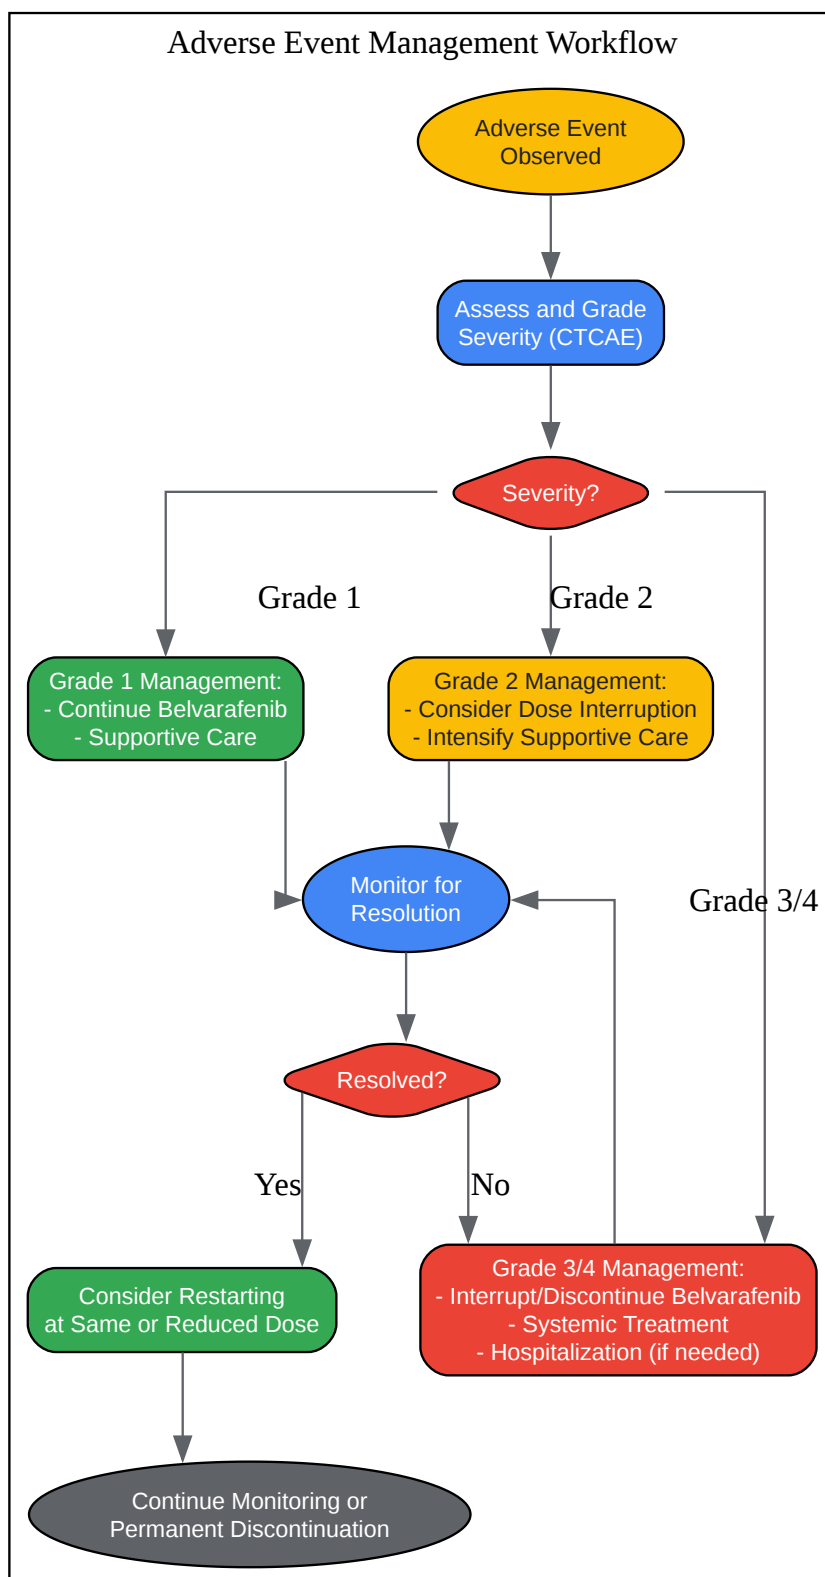 Adverse Event Management Workflow
Adverse Event
Observed
Assess and Grade
Severity (CTCAE)
Severity?
Grade 1
Grade 2
Grade 1 Management:
- Continue Belvarafenib
- Supportive Care
Grade 2 Management:
- Consider Dose Interruption
- Intensify Supportive Care
Monitor for
Resolution
Grade 3/4
Resolved?
Yes
No
Consider Restarting
at Same or Reduced Dose
Grade 3/4 Management:
- Interrupt/Discontinue Belvarafenib
- Systemic Treatment
- Hospitalization (if needed)
Continue Monitoring or
Permanent Discontinuation